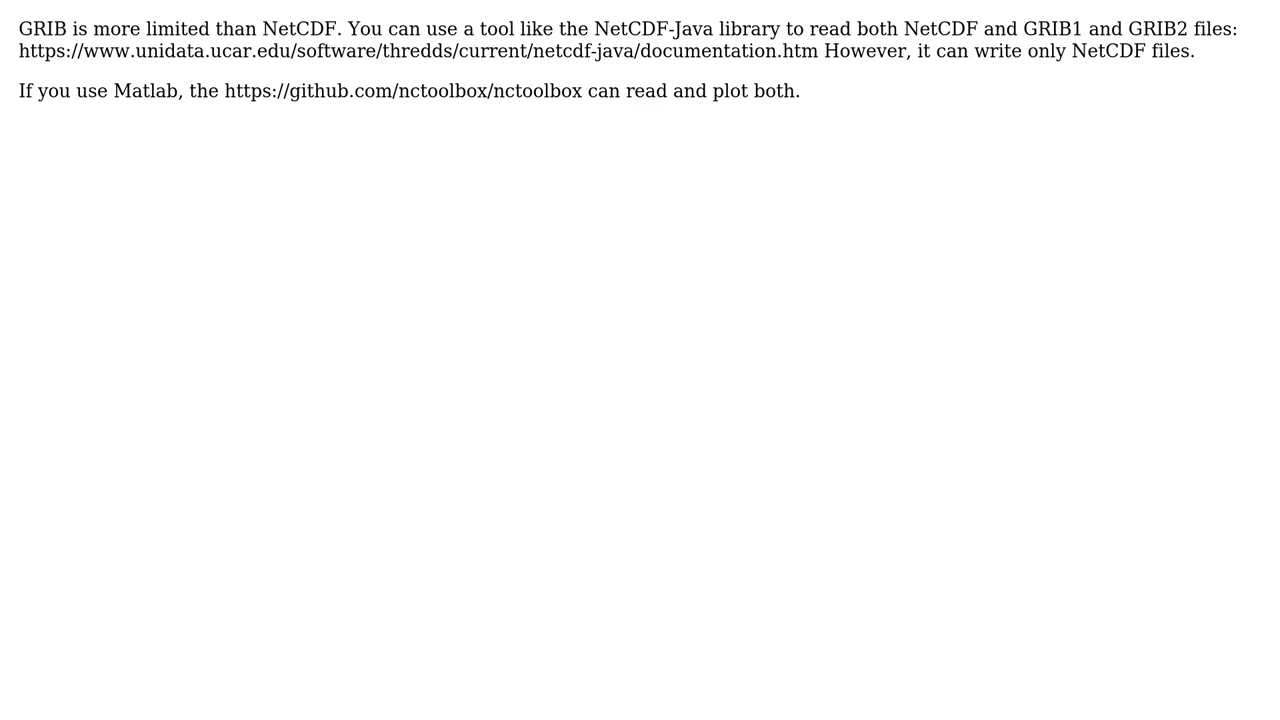 GRIB is more limited than NetCDF. You can use a tool like the NetCDF-Java library to read both NetCDF and GRIB1 and GRIB2 files:
https://www.unidata.ucar.edu/software/thredds/current/netcdf-java/documentation.htm However, it can write only NetCDF files.
If you use Matlab, the https://github.com/nctoolbox/nctoolbox can read and plot both.